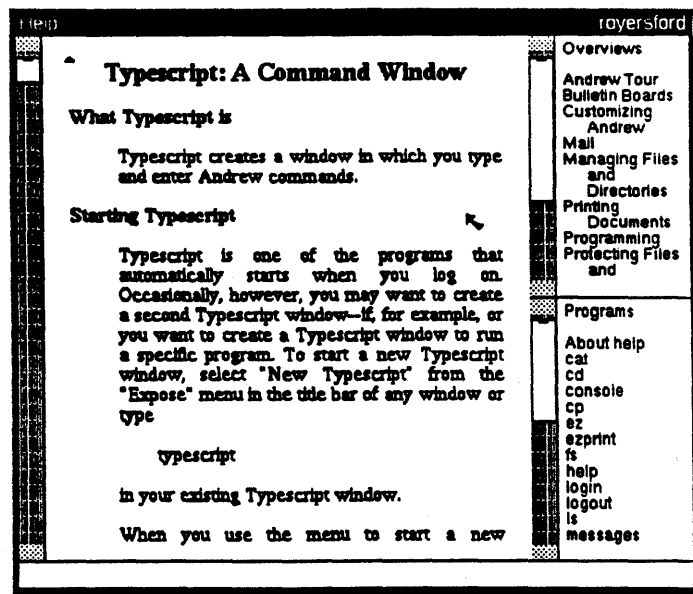 Help
royersford
Typescript: A Command Window
What Typescript is
Typescript creates a window in which you type
and enter Andrew commands.
Starting Typescript
Typescript is one of the programs that
automatically starts when you log on.
Occasionally, however, you may want to create
a second Typescript window--if, for example, or
you want to create a Typescript window to run
a specific program. To start a new Typescript
window, select "New Typescript" from the
"Expose" menu in the title bar of any window or
type
typescript
in your existing Typescript window.
When you use the menu to start a new
Overviews
Andrew Tour
Bulletin Boards
Customizing
Andrew
Mail
Managing Files
and
Directories
Printing
Documents
Programming
Protecting Files
and
Programs
About help
cat
cd
console
cp
ez
ezprint
fs
help
login
logout
ls
messages